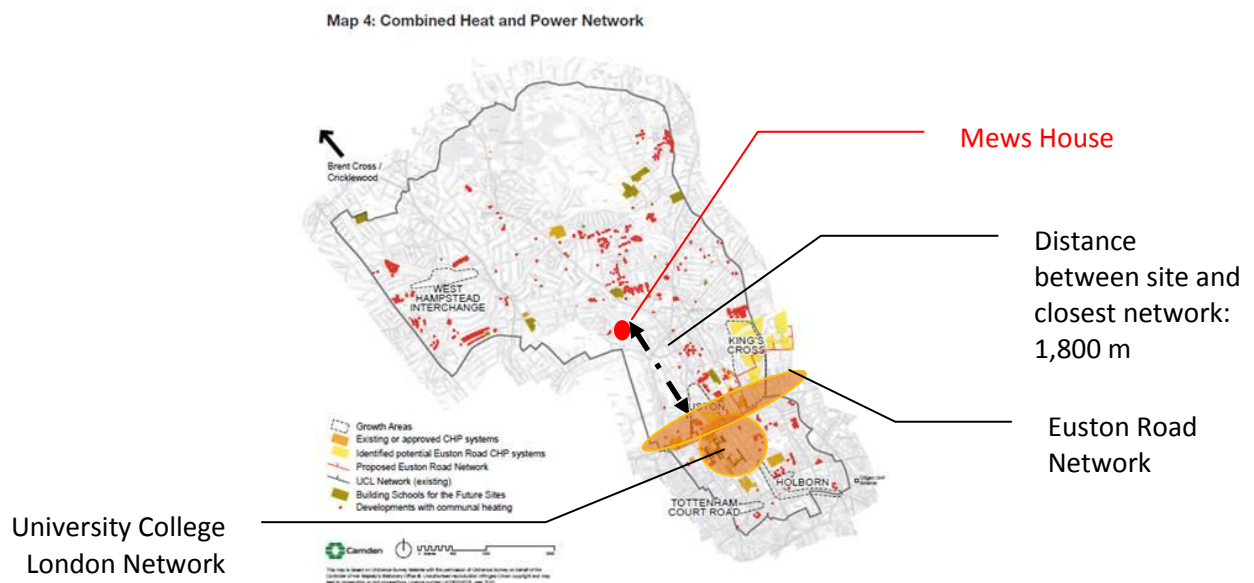 Map 4: Combined Heat and Power Network
Mews House
Brent Cross /
Cricklewood
Distance
between site and
closest network:
1,800 m
WEST
HAMPSTEAD
INTERCHANGE
KING'S
CROSS
USTON
Growth Areas
Existing or approved CHP systems
Identified potential Euston Road CHP systems
Proposed Euston Road Network
UCL Network (existing)
Building Schools for the Future Sites
Developments with communal heating
Euston Road
Network
HOLBORN
TOTTENHAM
COURT ROAD
University College
London Network
Camden